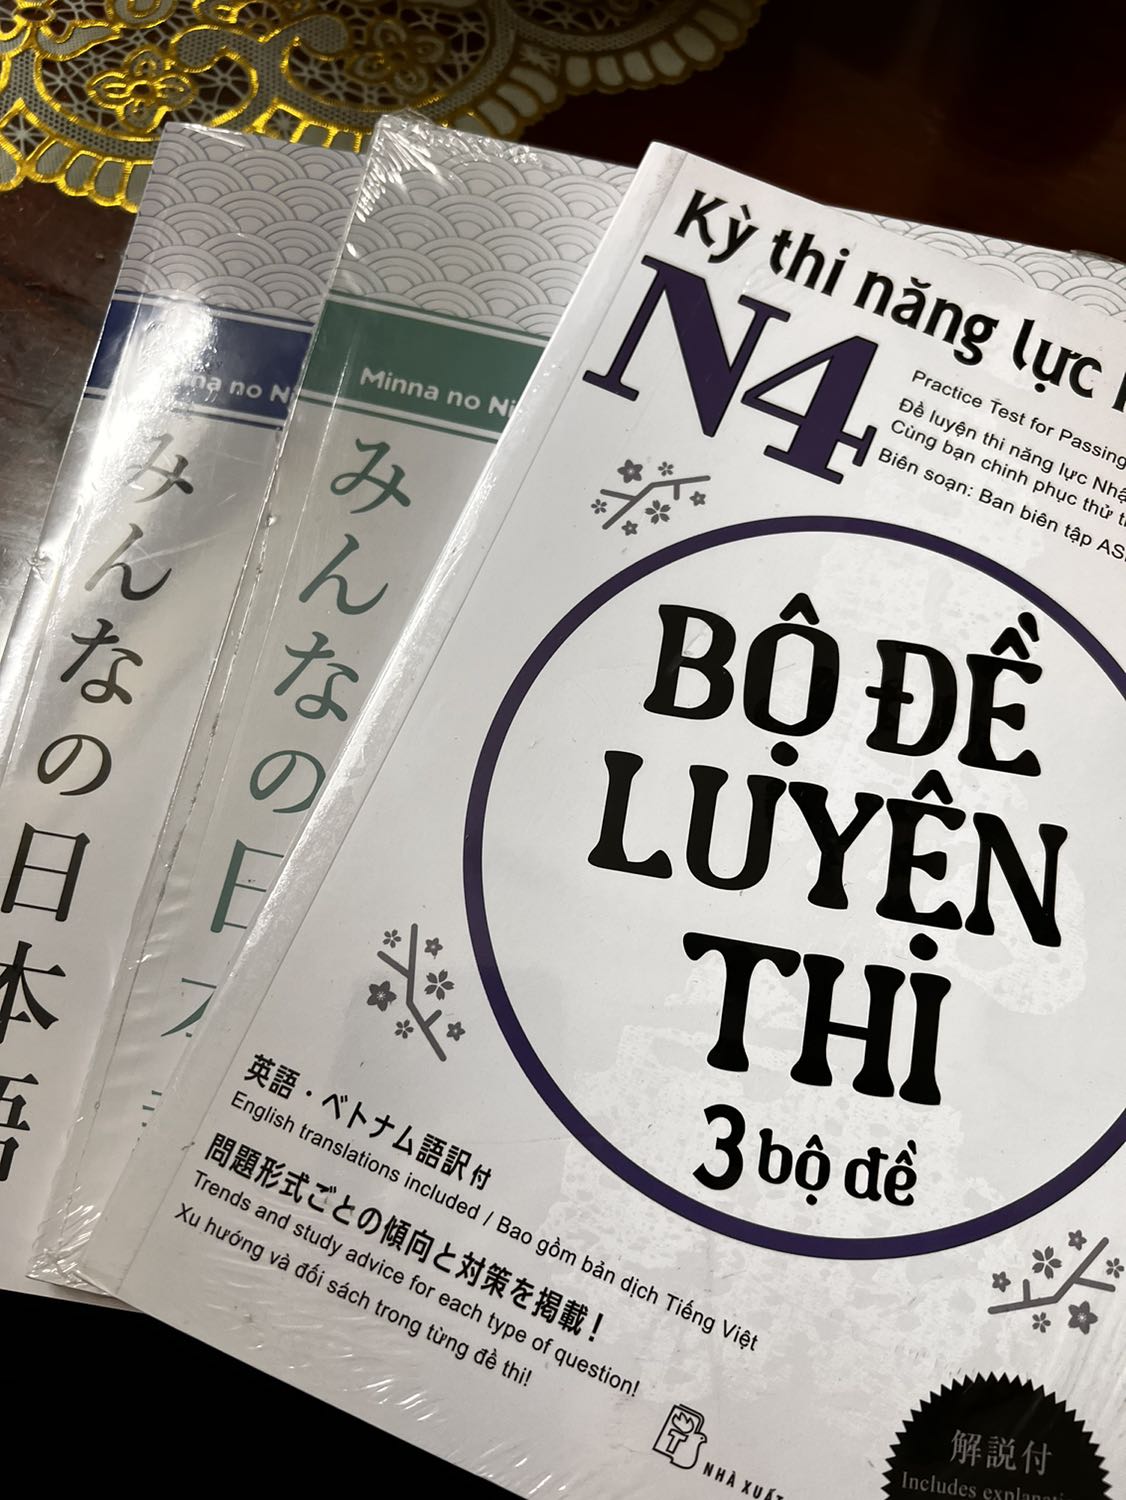 na no Ni
みんなの日本語
Minna no Ni
みんなの日
Kỳ thi năng lực
N4
Practice Test for Passing
Đề luyện thi năng lực Nhậ
Cùng bạn chinh phục thử t
Biên soạn: Ban biên tập AS
BỘ ĐỀ
LUYỆN
THI
3 bộ đề
英語・ベトナム語訳付
English translations included / Bao gồm bản dịch Tiếng Việt
問題形式ごとの傾向と対策を掲載！
Trends and study advice for each type of question!
Xu hướng và đối sách trong từng đề thi!
T
NHÀ XUẤT
解説付
Includes explanati